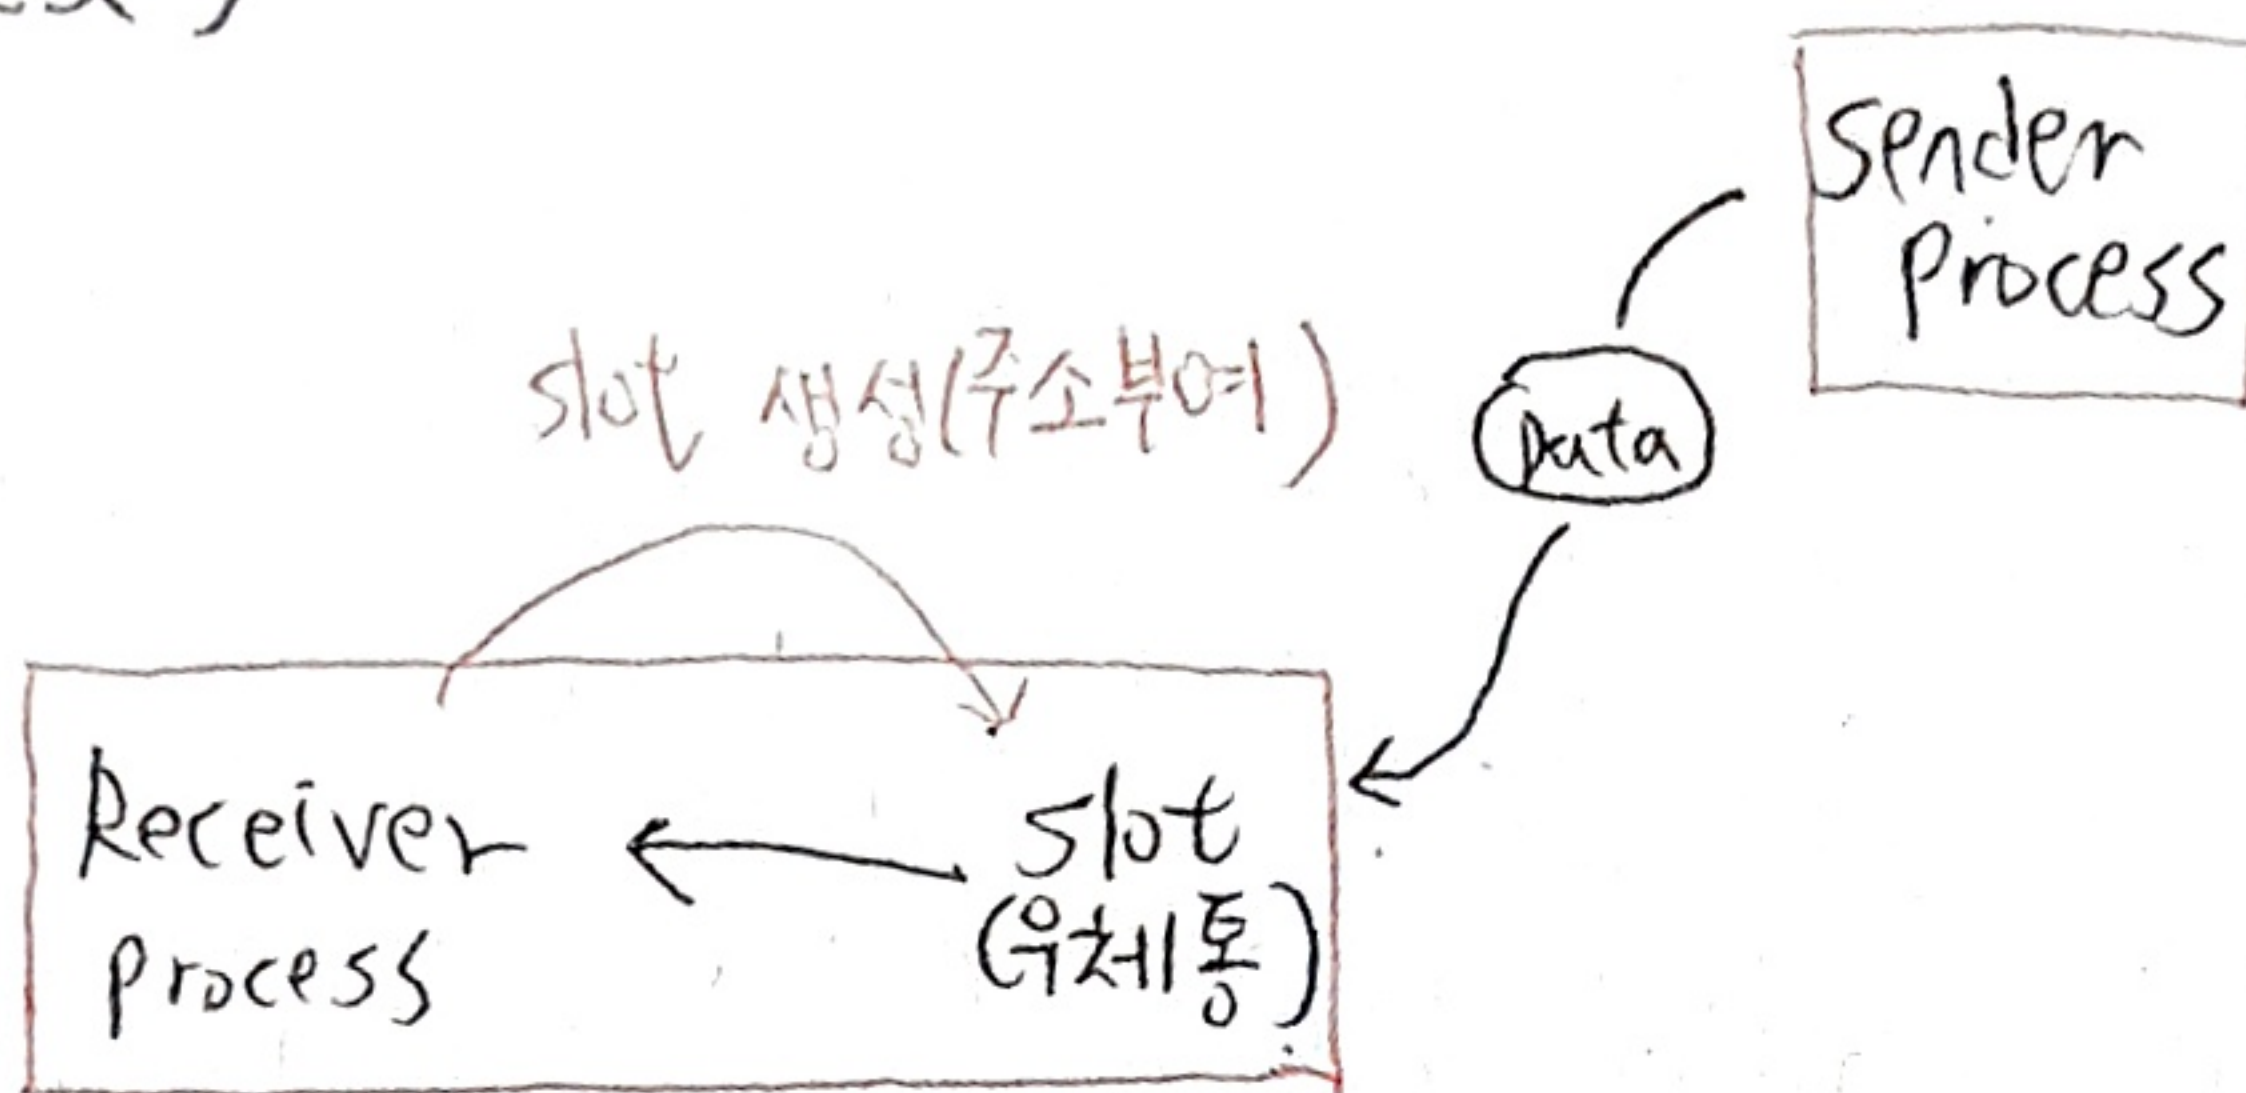 Sender
Process
slot 생성(주소부여)
Data
Receiver
Process
slot
(우체통)